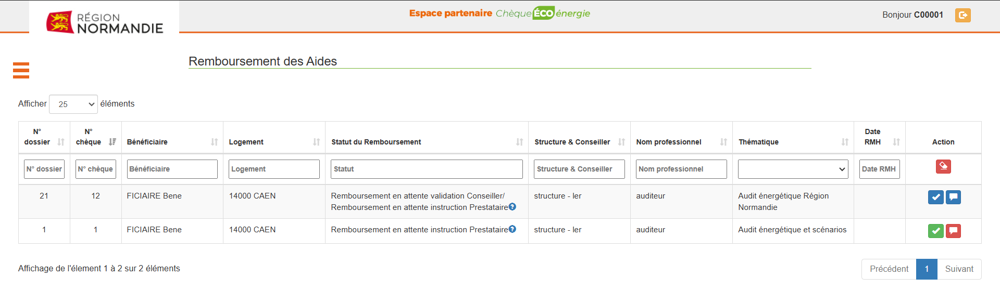 RÉGION
NORMANDIE
Espace partenaire Chèque ÉCO énergie
Bonjour C00001
Remboursement des Aides
Afficher 25 éléments
N° dossier N° chèque Bénéficiaire Logement Statut du Remboursement Structure & Conseiller Nom professionnel Thématique Date RMH Action
N° dossier N° chèque Bénéficiaire Logement Statut Structure & Conseiller Nom professionnel Date RMH
21 12 FICIAIRE Bene 14000 CAEN Remboursement en attente validation Conseiller/ structure - ler auditeur Audit énergétique Région
Remboursement en attente instruction Prestataire? Normandie
1 1 FICIAIRE Bene 14000 CAEN Remboursement en attente instruction Prestataire? structure - ler auditeur Audit énergétique et scénarios
Affichage de l'élement 1 à 2 sur 2 éléments
Précédent 1 Suivant